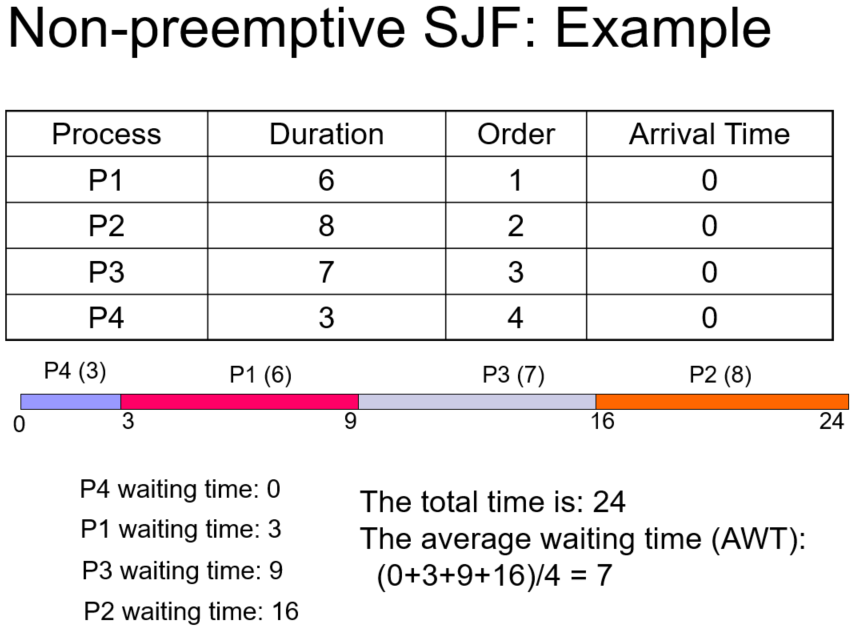 Non-preemptive SJF: Example
Process Duration Order Arrival Time
P1 6 1 0
P2 8 2 0
P3 7 3 0
P4 3 4 0
P4 (3) P1 (6) P3 (7) P2 (8)
0 3 9 16 24
P4 waiting time: 0
P1 waiting time: 3
P3 waiting time: 9
P2 waiting time: 16
The total time is: 24
The average waiting time (AWT):
(0+3+9+16)/4 = 7